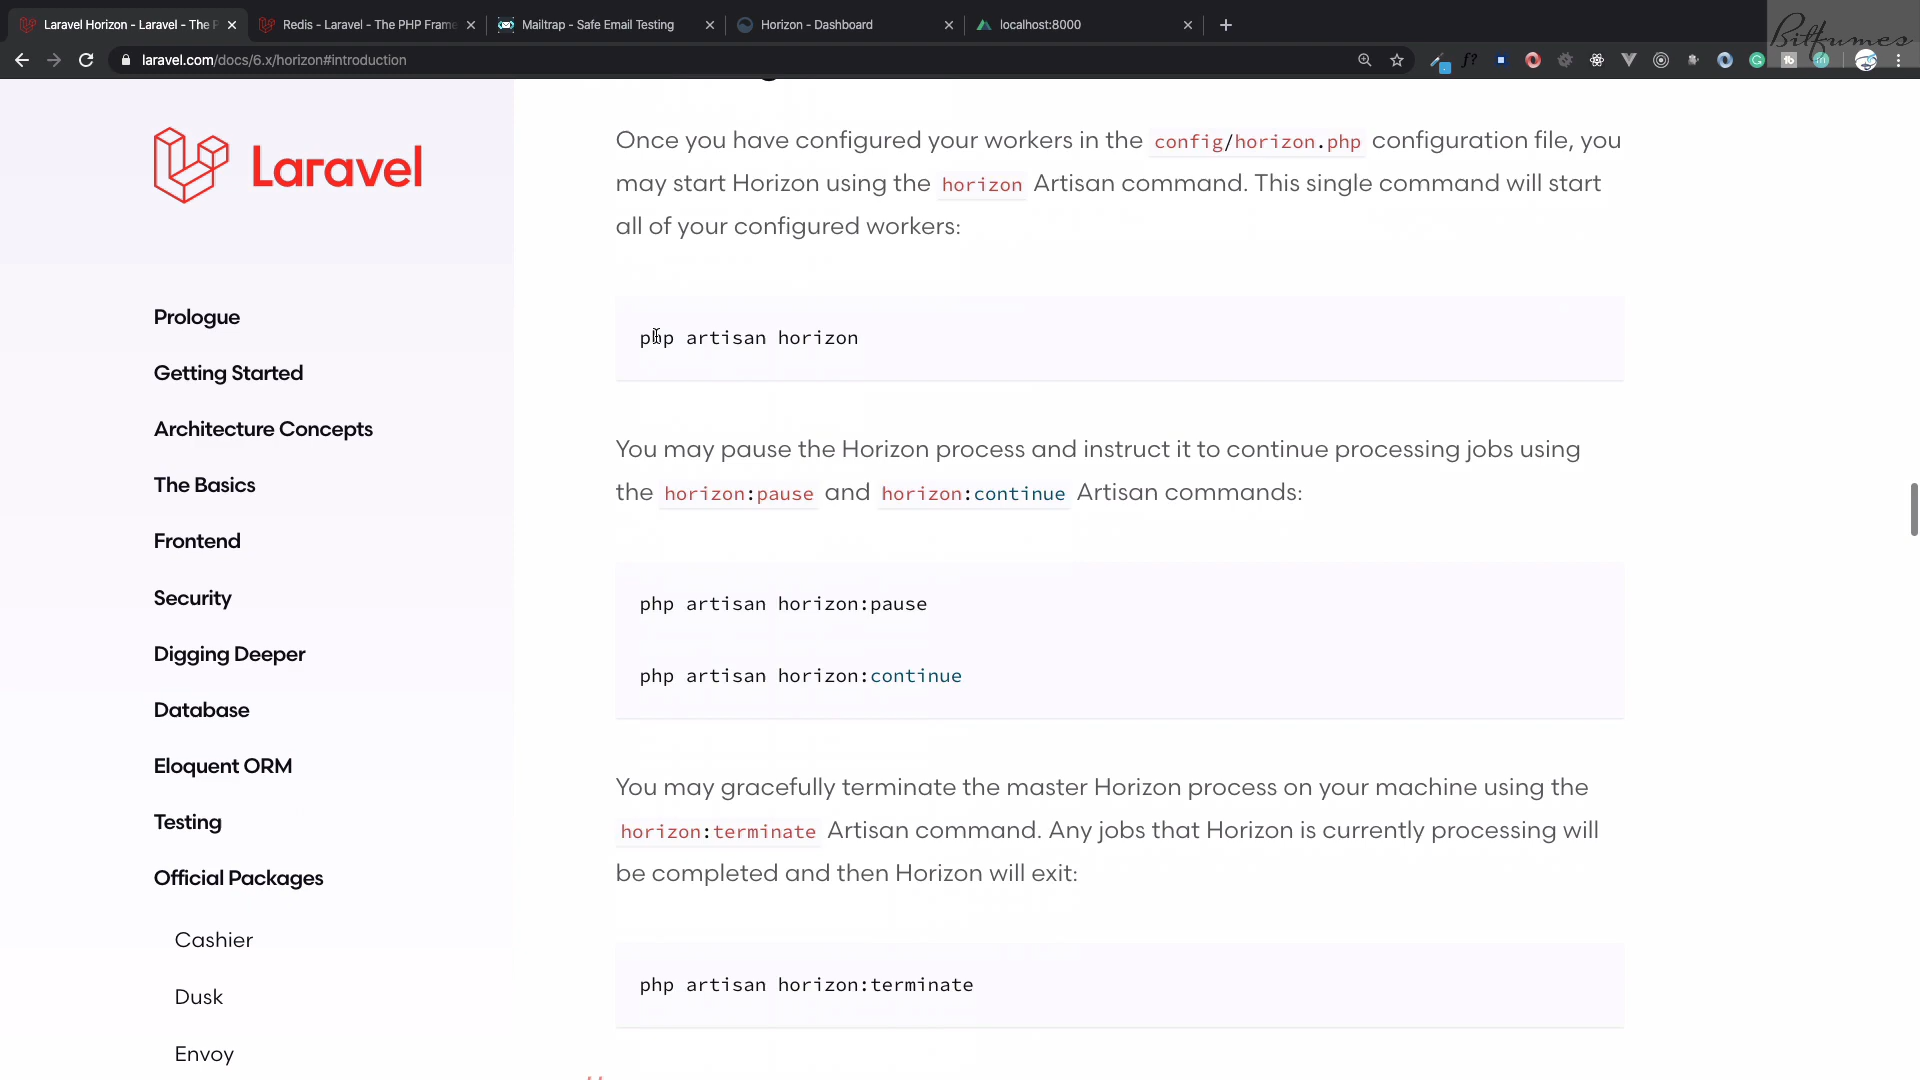 Laravel Horizon - Laravel - The P
Redis - Laravel - The PHP Frame
Mailtrap - Safe Email Testing
Horizon - Dashboard
localhost:8000
Bitfumes
laravel.com/docs/6.x/horizon#introduction
Laravel
Prologue
Getting Started
Architecture Concepts
The Basics
Frontend
Security
Digging Deeper
Database
Eloquent ORM
Testing
Official Packages
Cashier
Dusk
Envoy
Once you have configured your workers in the config/horizon.php configuration file, you
may start Horizon using the horizon Artisan command. This single command will start
all of your configured workers:
php artisan horizon
You may pause the Horizon process and instruct it to continue processing jobs using
the horizon:pause and horizon:continue Artisan commands:
php artisan horizon:pause
php artisan horizon:continue
You may gracefully terminate the master Horizon process on your machine using the
horizon:terminate Artisan command. Any jobs that Horizon is currently processing will
be completed and then Horizon will exit:
php artisan horizon:terminate